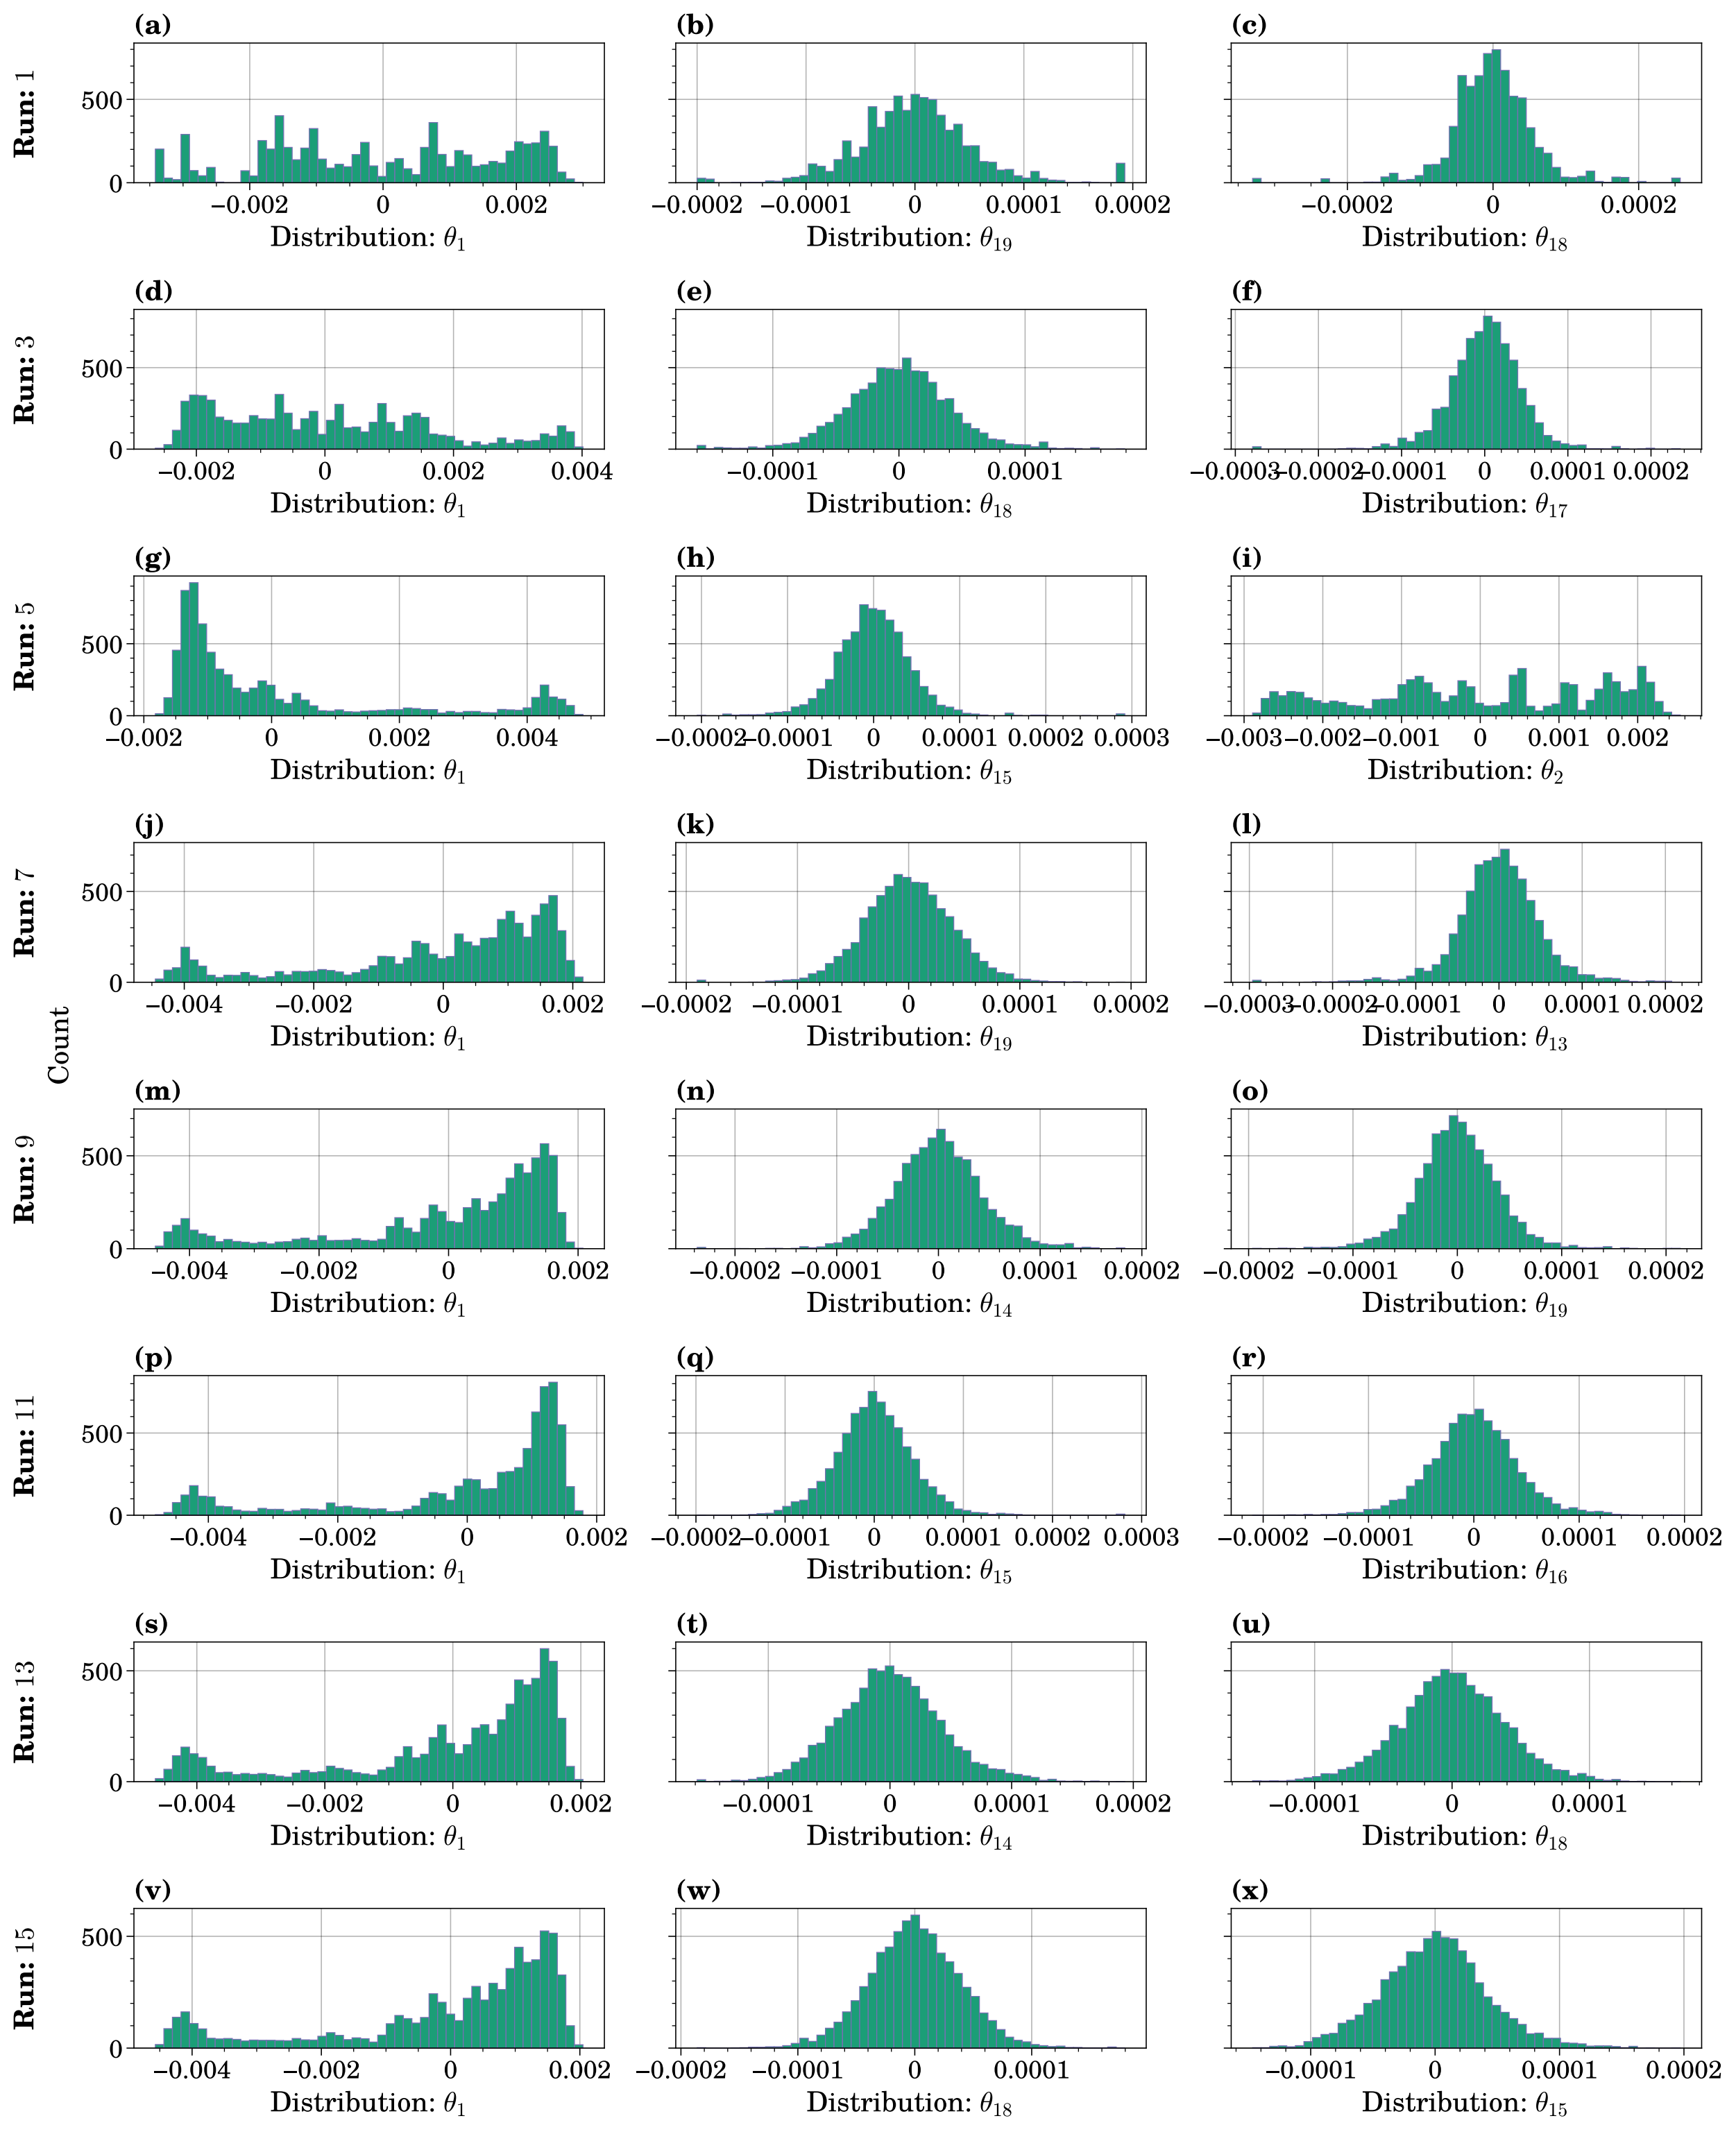 (a) (b) (c)
Run: 1
500
0
−0.002 0 0.002
−0.0002 −0.0001 0 0.0001 0.0002
−0.0002 0 0.0002
Distribution: θ1 Distribution: θ19 Distribution: θ18
(d) (e) (f)
Run: 3
500
0
−0.002 0 0.002 0.004
−0.0001 0 0.0001
−0.0003 −0.0002 −0.0001 0 0.0001 0.0002
Distribution: θ1 Distribution: θ18 Distribution: θ17
(g) (h) (i)
Run: 5
500
0
−0.002 0 0.002 0.004
−0.0002 −0.0001 0 0.0001 0.0002 0.0003
−0.003 −0.002 −0.001 0 0.001 0.002
Distribution: θ1 Distribution: θ15 Distribution: θ2
(j) (k) (l)
Run: 7
500
0
−0.004 −0.002 0 0.002
−0.0002 −0.0001 0 0.0001 0.0002
−0.0003 −0.0002 −0.0001 0 0.0001 0.0002
Distribution: θ1 Distribution: θ19 Distribution: θ13
Count
(m) (n) (o)
Run: 9
500
0
−0.004 −0.002 0 0.002
−0.0002 −0.0001 0 0.0001 0.0002
−0.0002 −0.0001 0 0.0001 0.0002
Distribution: θ1 Distribution: θ14 Distribution: θ19
(p) (q) (r)
Run: 11
500
0
−0.004 −0.002 0 0.002
−0.0002 −0.0001 0 0.0001 0.0002 0.0003
−0.0002 −0.0001 0 0.0001 0.0002
Distribution: θ1 Distribution: θ15 Distribution: θ16
(s) (t) (u)
Run: 13
500
0
−0.004 −0.002 0 0.002
−0.0001 0 0.0001 0.0002
−0.0001 0 0.0001
Distribution: θ1 Distribution: θ14 Distribution: θ18
(v) (w) (x)
Run: 15
500
0
−0.004 −0.002 0 0.002
−0.0002 −0.0001 0 0.0001
−0.0001 0 0.0001 0.0002
Distribution: θ1 Distribution: θ18 Distribution: θ15